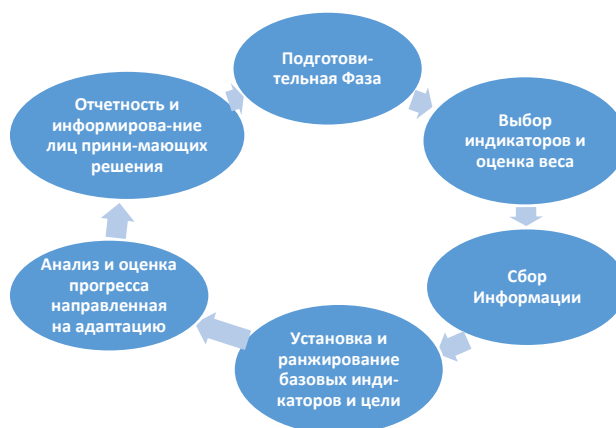 Подготови-
тельная Фаза
Выбор
индикаторов и
оценка веса
Сбор
Информации
Установка и
ранжирование
базовых инди-
каторов и цели
Анализ и оценка
прогресса
направленная
на адаптацию
Отчетность и
информирова-ние
лиц прини-мающих
решения